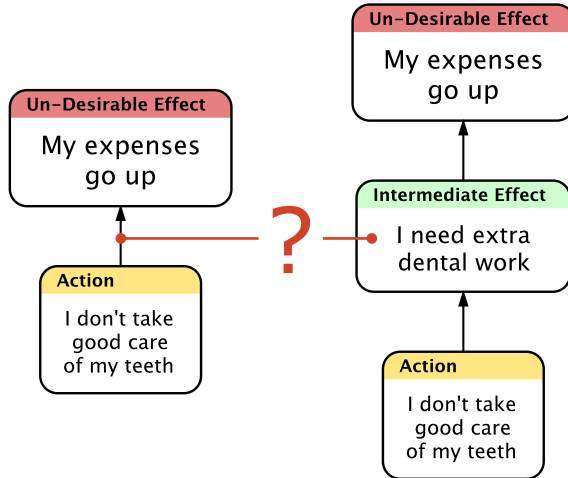 Un-Desirable Effect
My expenses
go up
Action
I don't take
good care
of my teeth
?
Un-Desirable Effect
My expenses
go up
Intermediate Effect
I need extra
dental work
Action
I don't take
good care
of my teeth